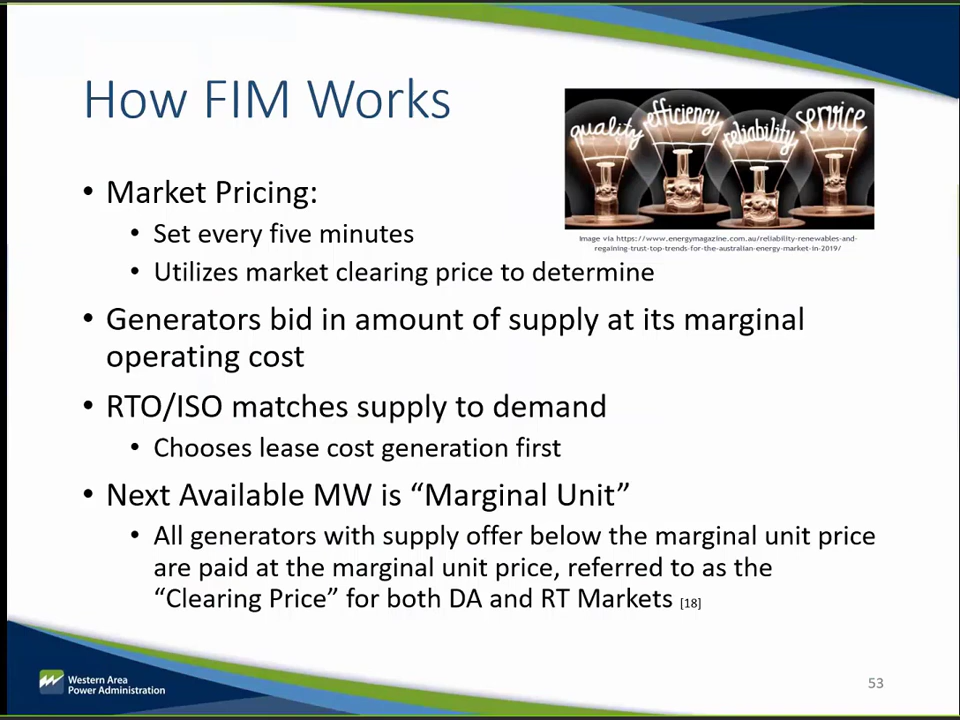 How FIM Works
quality efficiency reliability service
Image via https://www.energymagazine.com.au/reliability-renewables-and-
regaining-trust-top-trends-for-the-australian-energy-market-in-2019/
• Market Pricing:
• Set every five minutes
• Utilizes market clearing price to determine
• Generators bid in amount of supply at its marginal
operating cost
• RTO/ISO matches supply to demand
• Chooses lease cost generation first
• Next Available MW is “Marginal Unit”
• All generators with supply offer below the marginal unit price
are paid at the marginal unit price, referred to as the
“Clearing Price” for both DA and RT Markets [18]
Western Area
Power Administration
53